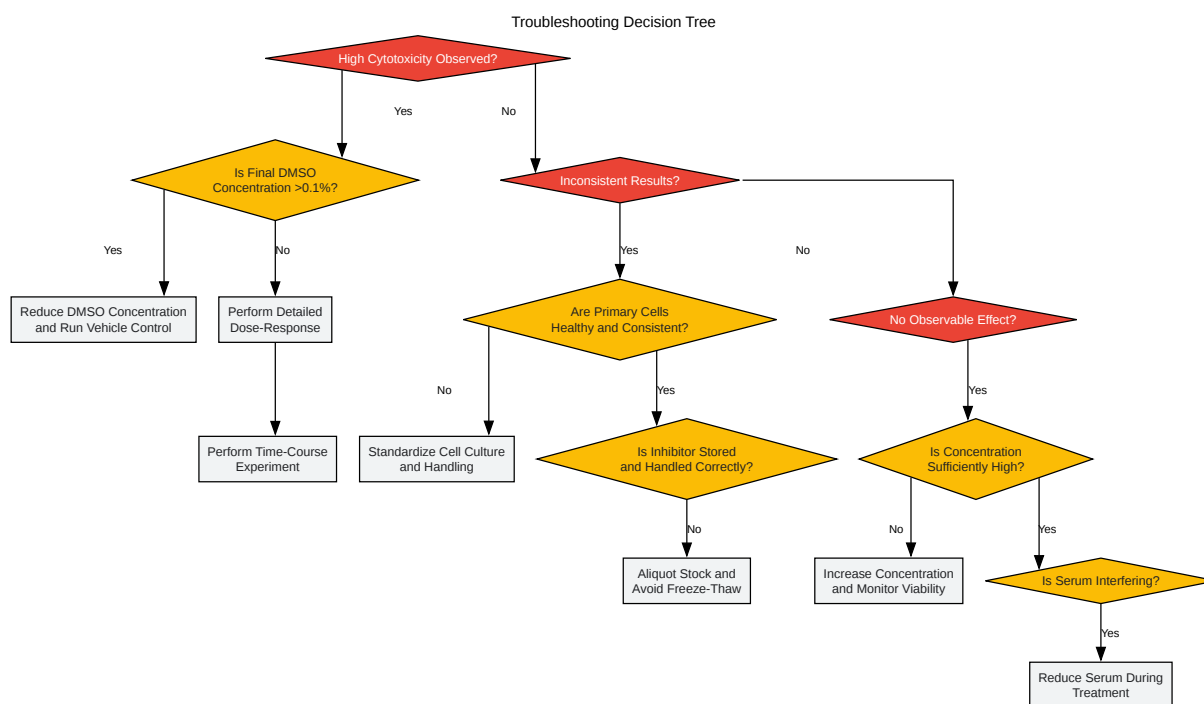 Troubleshooting Decision Tree
High Cytotoxicity Observed?
Yes
No
Is Final DMSO
Concentration >0.1%?
Inconsistent Results?
Yes
No
Yes
No
Reduce DMSO Concentration
and Run Vehicle Control
Perform Detailed
Dose-Response
Are Primary Cells
Healthy and Consistent?
No Observable Effect?
No
Yes
Yes
Perform Time-Course
Experiment
Standardize Cell Culture
and Handling
Is Inhibitor Stored
and Handled Correctly?
Is Concentration
Sufficiently High?
No
No
Yes
Aliquot Stock and
Avoid Freeze-Thaw
Increase Concentration
and Monitor Viability
Is Serum Interfering?
Yes
Reduce Serum During
Treatment